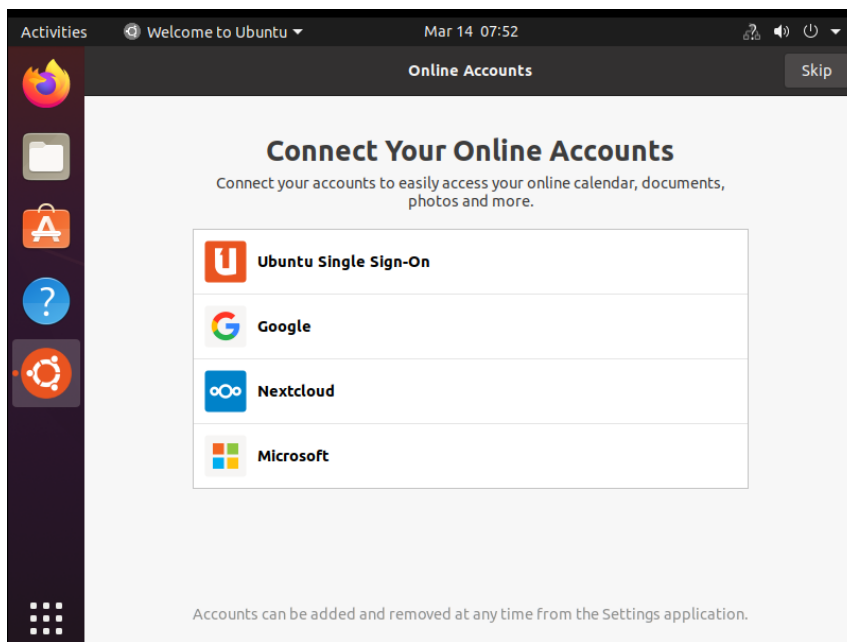 Activities Welcome to Ubuntu Mar 14 07:52
Online Accounts Skip
Connect Your Online Accounts
Connect your accounts to easily access your online calendar, documents,
photos and more.
Ubuntu Single Sign-On
Google
Nextcloud
Microsoft
Accounts can be added and removed at any time from the Settings application.